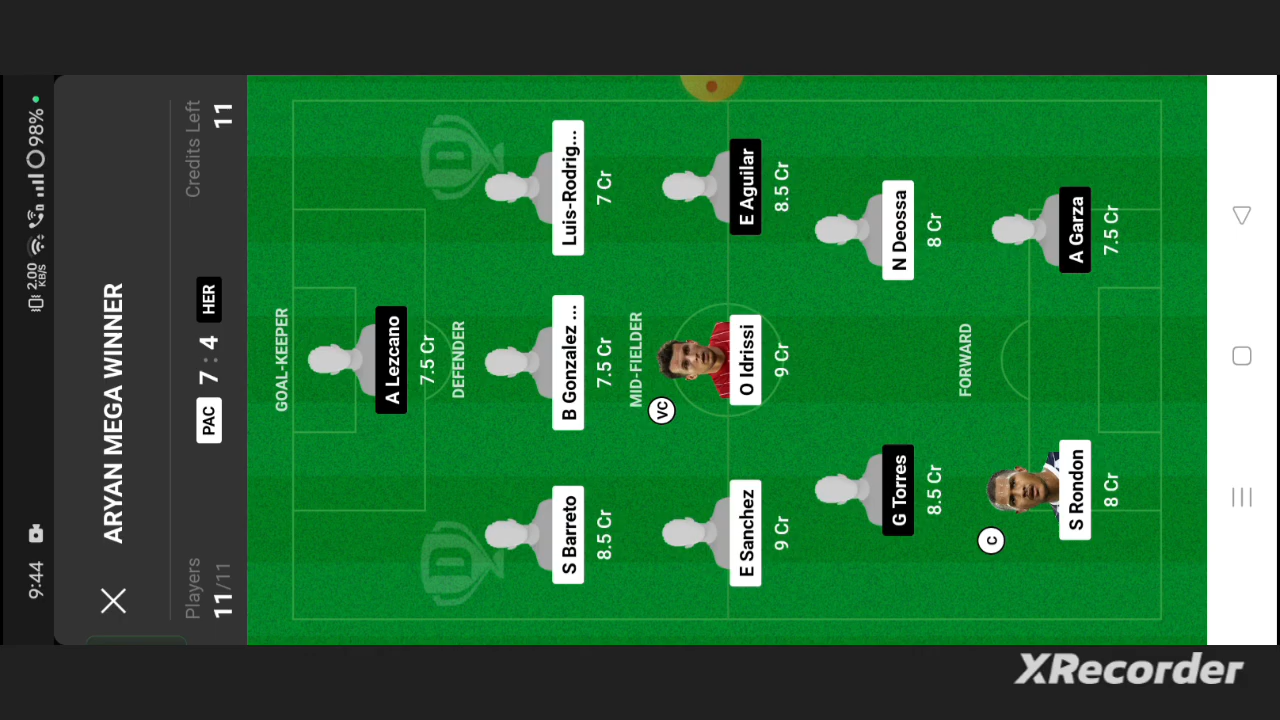 9:44
2.00 KB/S
98%
ARYAN MEGA WINNER
Players
11/11
PAC 7 : 4 HER
Credits Left
11
GOAL-KEEPER
A Lezcano
7.5 Cr
DEFENDER
S Barreto
8.5 Cr
B Gonzalez ...
7.5 Cr
Luis-Rodrig...
7 Cr
MID-FIELDER
E Sanchez
9 Cr
VC
O Idrissi
9 Cr
E Aguilar
8.5 Cr
G Torres
8.5 Cr
N Deossa
8 Cr
FORWARD
C
S Rondon
8 Cr
A Garza
7.5 Cr
XRecorder